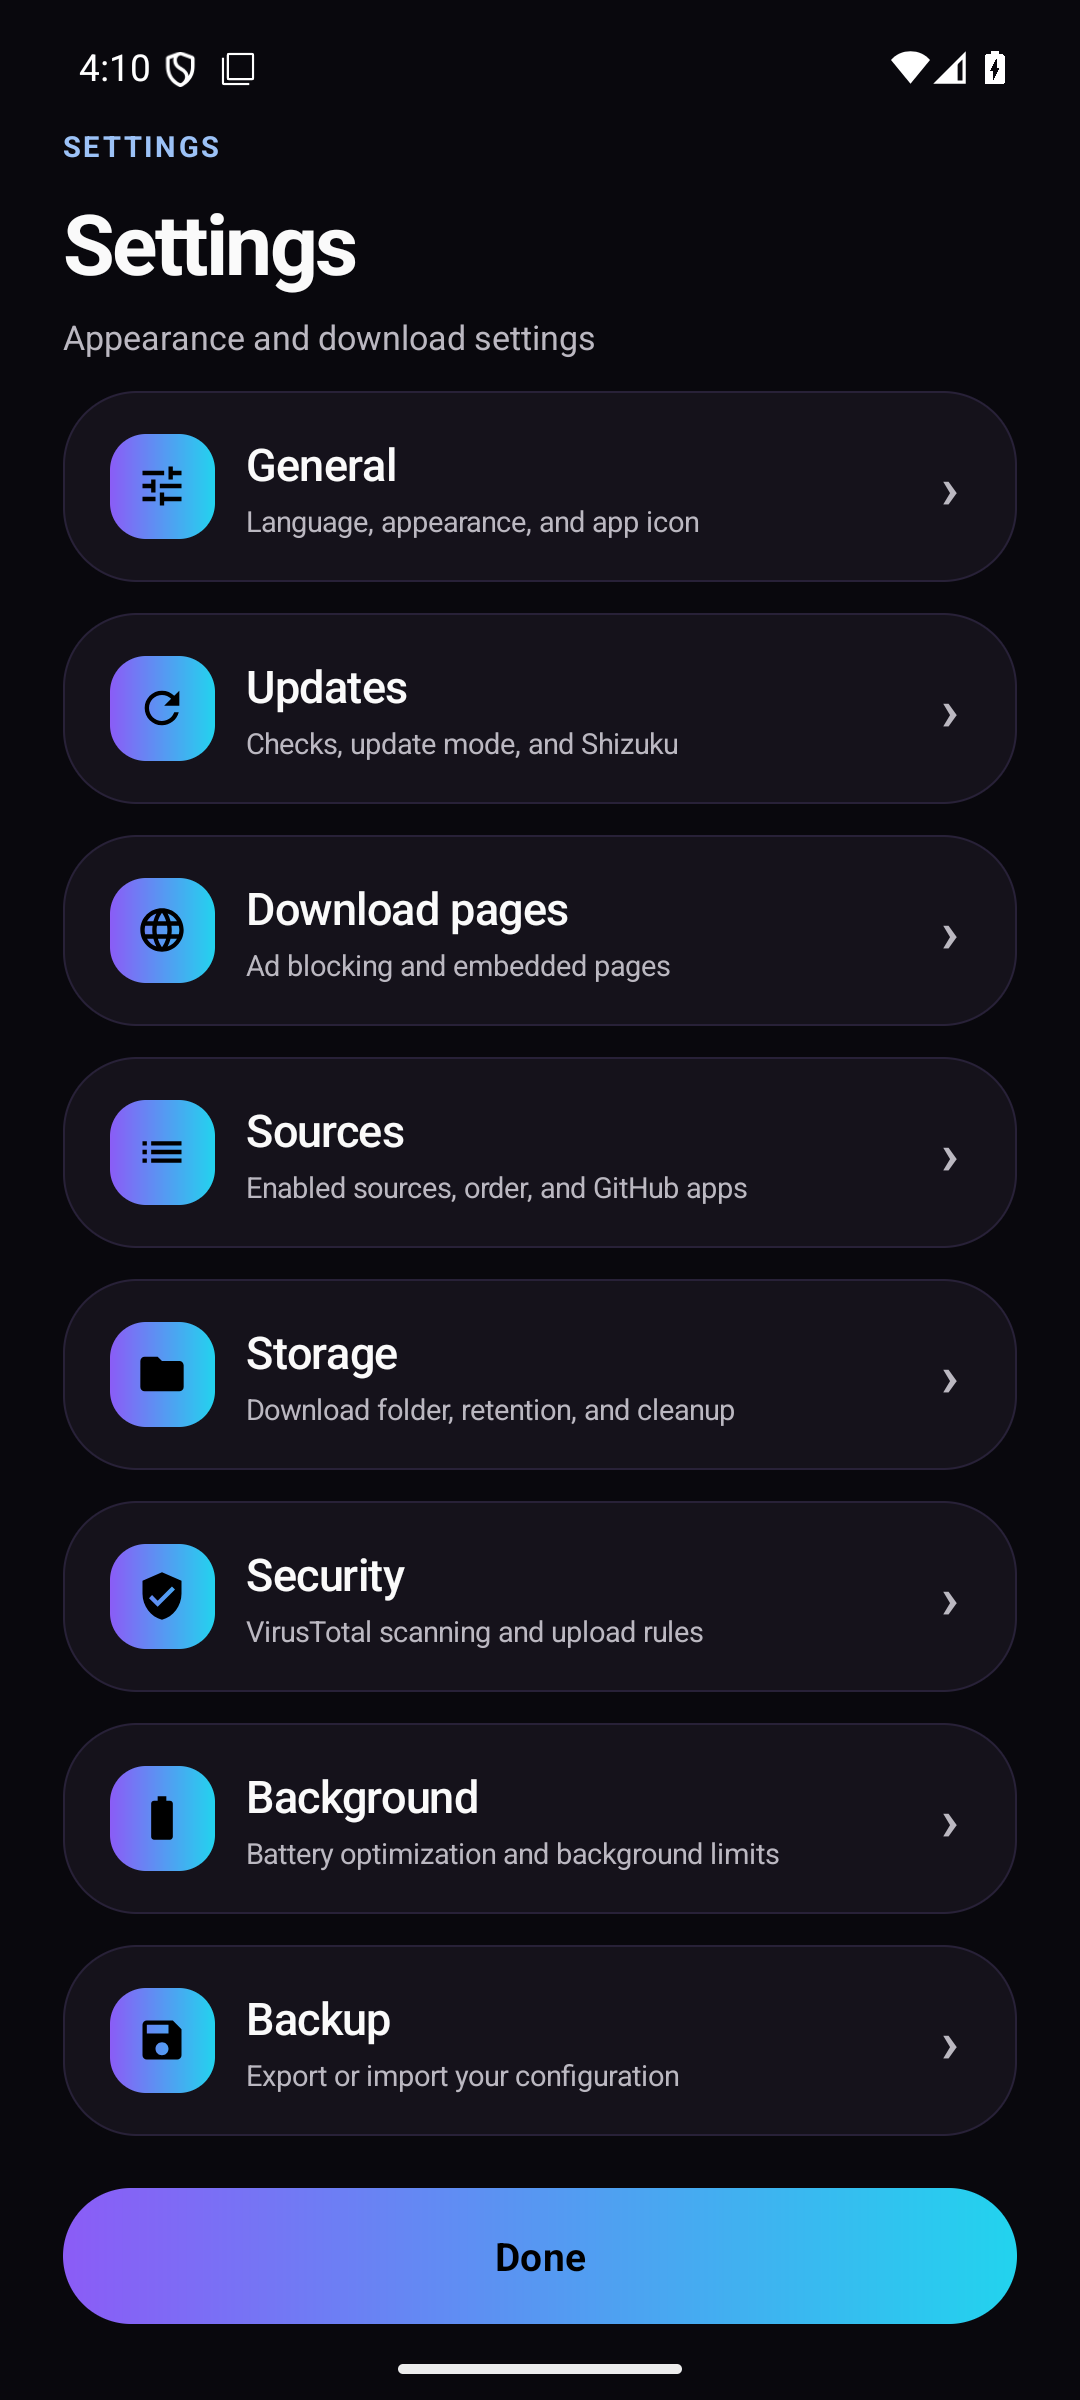 4:10
SETTINGS
Settings
Appearance and download settings
General
Language, appearance, and app icon
Updates
Checks, update mode, and Shizuku
Download pages
Ad blocking and embedded pages
Sources
Enabled sources, order, and GitHub apps
Storage
Download folder, retention, and cleanup
Security
VirusTotal scanning and upload rules
Background
Battery optimization and background limits
Backup
Export or import your configuration
Done